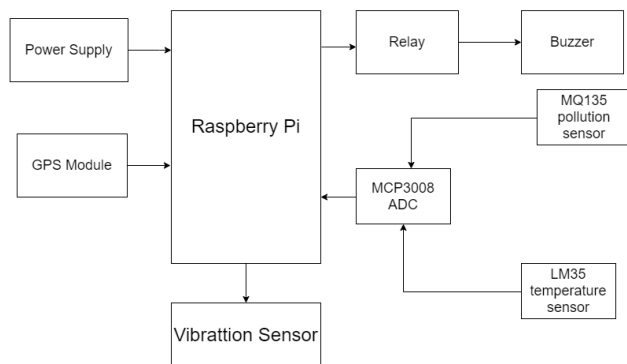 Power Supply
Relay
Buzzer
MQ135
pollution
sensor
Raspberry Pi
GPS Module
MCP3008
ADC
LM35
temperature
sensor
Vibrattion Sensor